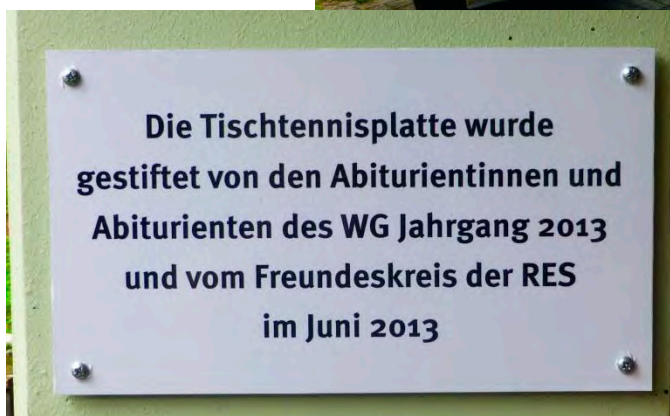 Die Tischtennisplatte wurde
gestiftet von den Abiturientinnen und
Abiturienten des WG Jahrgang 2013
und vom Freundeskreis der RES
im Juni 2013